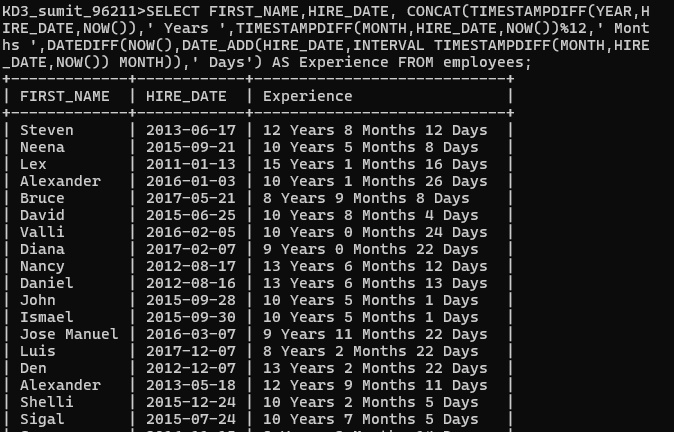 KD3_sumit_96211>SELECT FIRST_NAME,HIRE_DATE, CONCAT(TIMESTAMPDIFF(YEAR,H
IRE_DATE,NOW()),' Years ',TIMESTAMPDIFF(MONTH,HIRE_DATE,NOW())%12,' Mont
hs ',DATEDIFF(NOW(),DATE_ADD(HIRE_DATE,INTERVAL TIMESTAMPDIFF(MONTH,HIRE
_DATE,NOW()) MONTH)),' Days') AS Experience FROM employees;
+-------------+------------+----------------------------+
| FIRST_NAME  | HIRE_DATE  | Experience                 |
+-------------+------------+----------------------------+
| Steven      | 2013-06-17 | 12 Years 8 Months 12 Days  |
| Neena       | 2015-09-21 | 10 Years 5 Months 8 Days   |
| Lex         | 2011-01-13 | 15 Years 1 Months 16 Days  |
| Alexander   | 2016-01-03 | 10 Years 1 Months 26 Days  |
| Bruce       | 2017-05-21 | 8 Years 9 Months 8 Days    |
| David       | 2015-06-25 | 10 Years 8 Months 4 Days   |
| Valli       | 2016-02-05 | 10 Years 0 Months 24 Days  |
| Diana       | 2017-02-07 | 9 Years 0 Months 22 Days   |
| Nancy       | 2012-08-17 | 13 Years 6 Months 12 Days  |
| Daniel      | 2012-08-16 | 13 Years 6 Months 13 Days  |
| John        | 2015-09-28 | 10 Years 5 Months 1 Days   |
| Ismael      | 2015-09-30 | 10 Years 5 Months 1 Days   |
| Jose Manuel | 2016-03-07 | 9 Years 11 Months 22 Days  |
| Luis        | 2017-12-07 | 8 Years 2 Months 22 Days   |
| Den         | 2012-12-07 | 13 Years 2 Months 22 Days  |
| Alexander   | 2013-05-18 | 12 Years 9 Months 11 Days  |
| Shelli      | 2015-12-24 | 10 Years 2 Months 5 Days   |
| Sigal       | 2015-07-24 | 10 Years 7 Months 5 Days   |